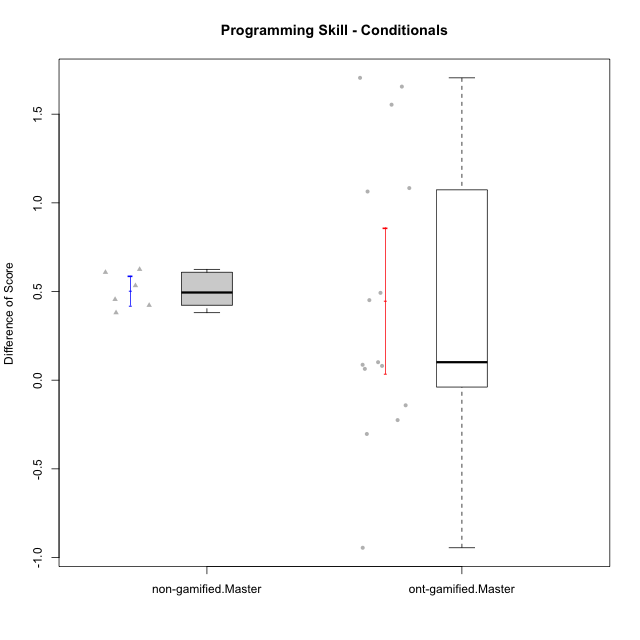 Programming Skill - Conditionals
Difference of Score
1.5
1.0
0.5
0.0
-0.5
-1.0
non-gamified.Master
ont-gamified.Master